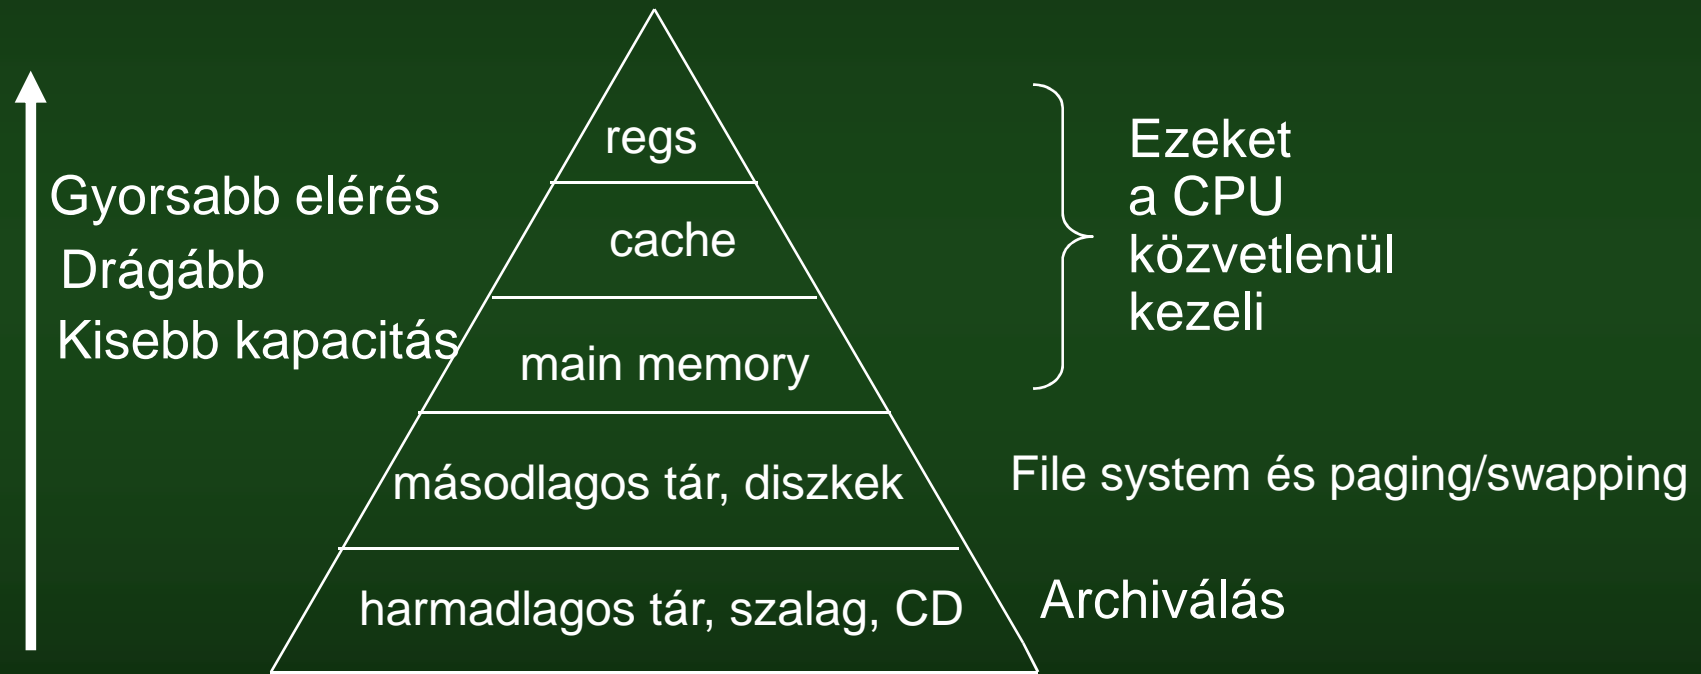 regs
Gyorsabb elérés
Drágább
Kisebb kapacitás
cache
main memory
Ezeket
a CPU
közvetlenül
kezeli
másodlagos tár, diszkek
File system és paging/swapping
harmadlagos tár, szalag, CD
Archiválás